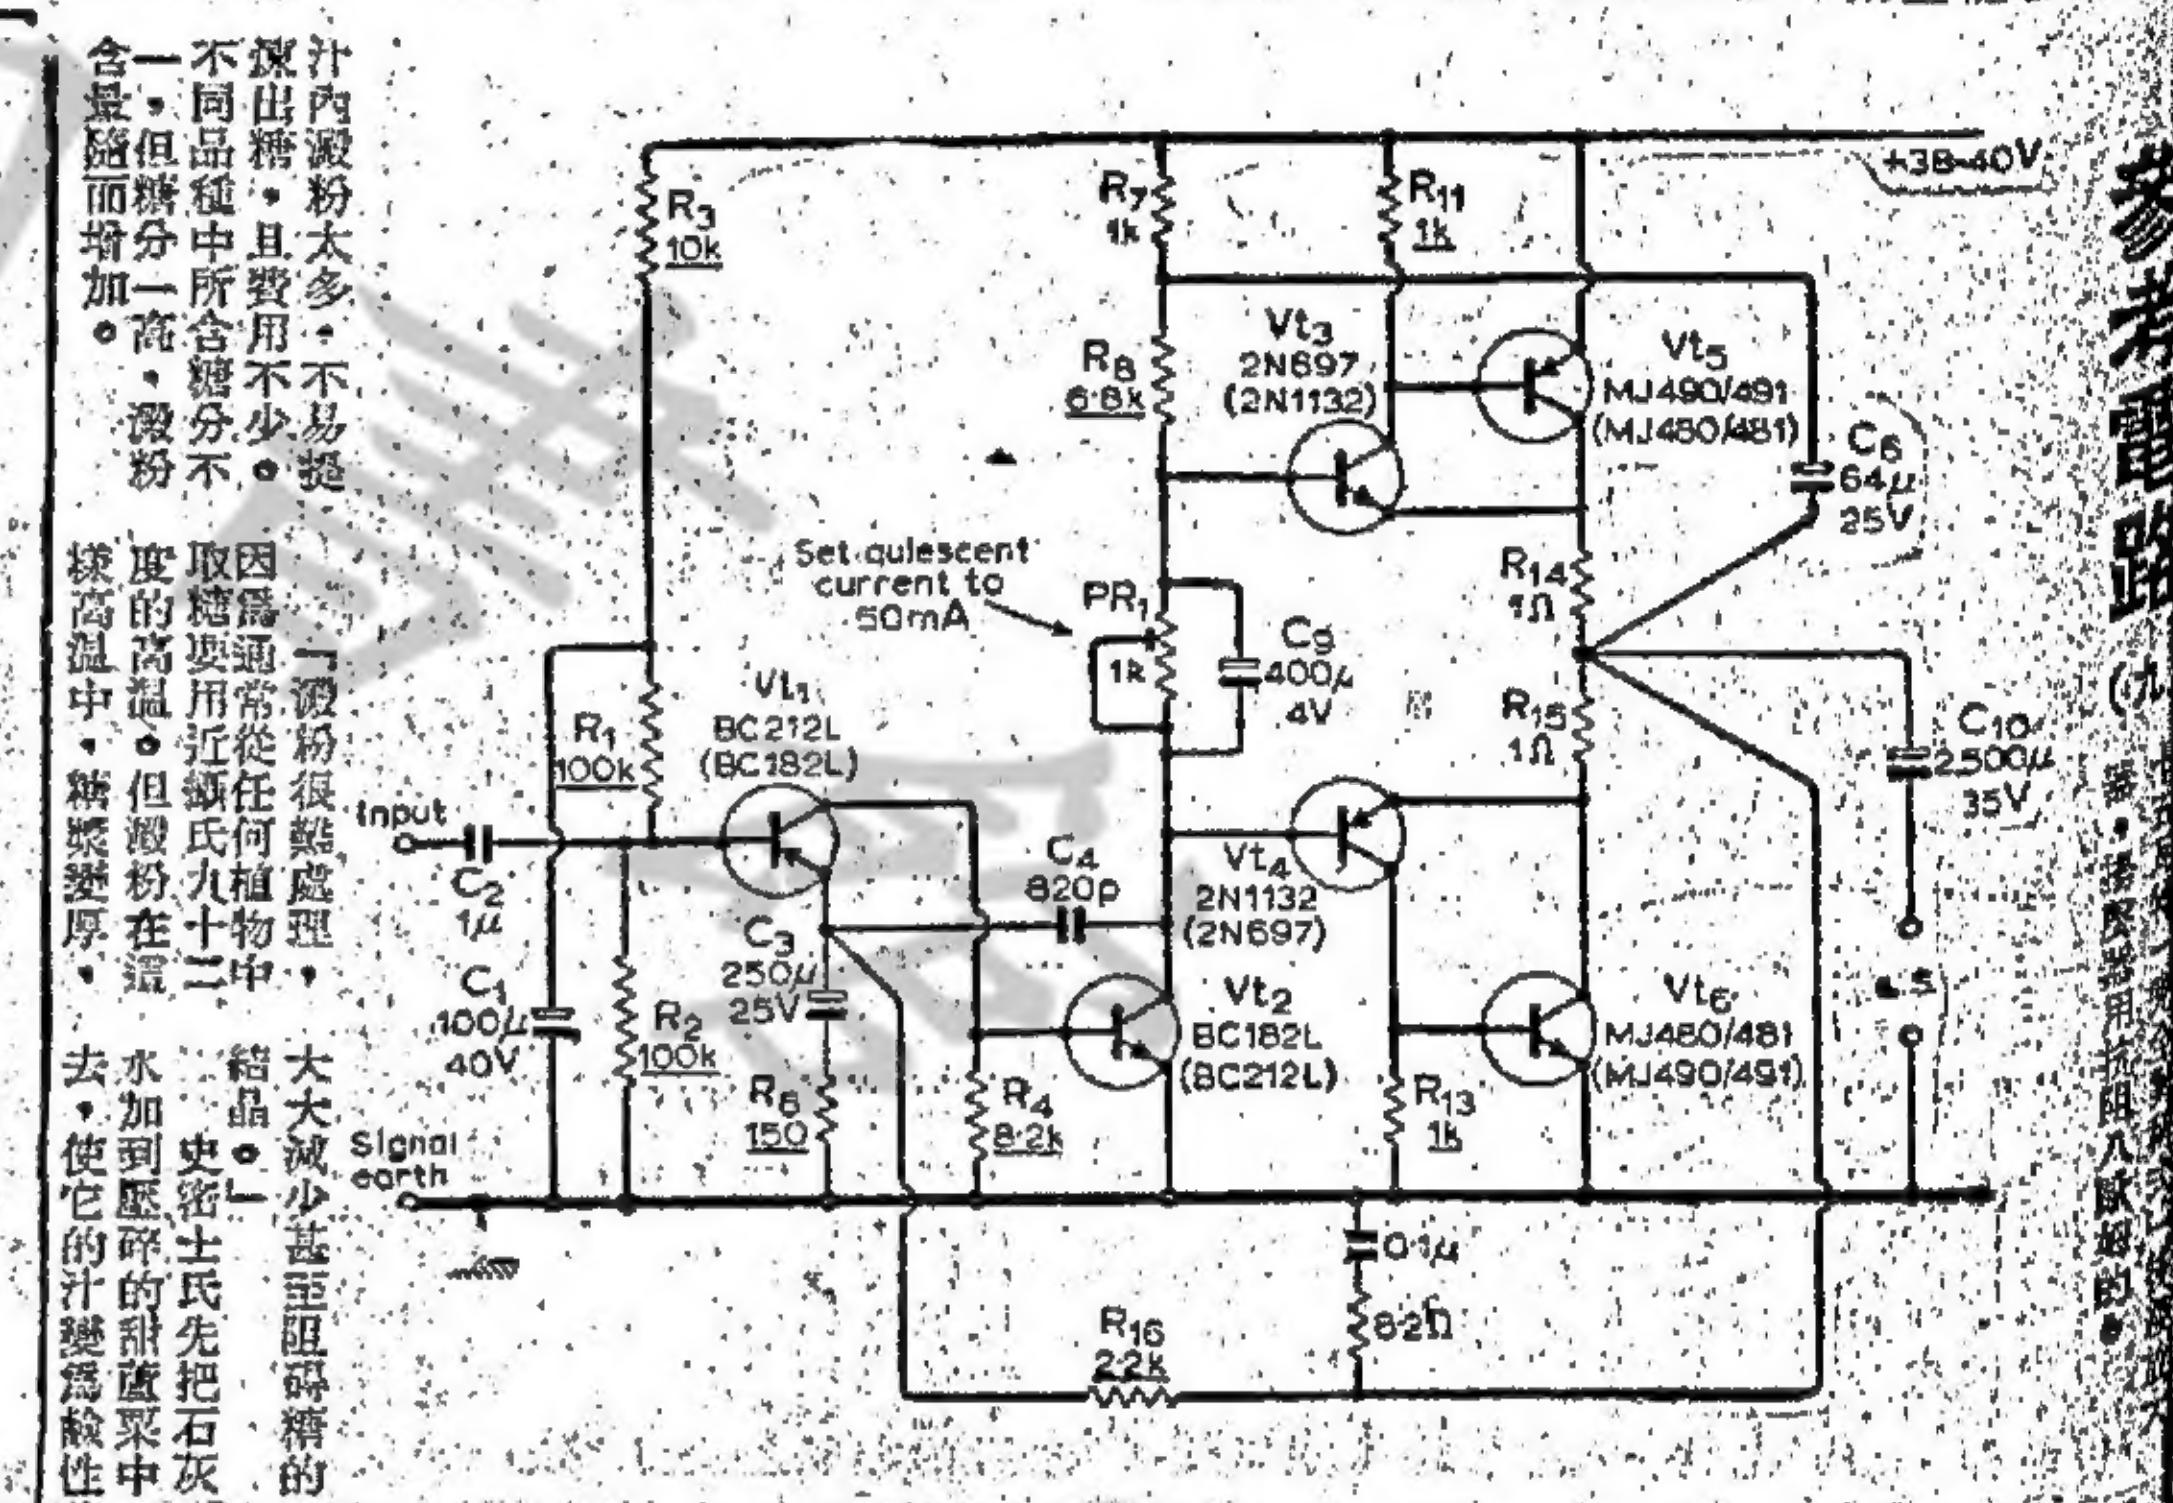 參考電路
汁內澱粉太多,不易提
煉出糖,且費用不少。
不同品種中所含糖分不
一,但糖分一高,澱粉
含量隨而增加。
「澱粉很難處理,
因爲通常從任何植物中
取糖要用近攝氏九十二
度的高溫。但澱粉在這
樣高溫中,糖漿變厚,
大大減少甚至阻碍糖的
結晶。」
史密士氏先把石灰
水加到壓碎的甜蔗菜中
去,使它的汁變爲鹼性
+38-40V
R3
10k
R7
1k
R11
1k
R8
6.8k
Vt3
2N697
(2N1132)
Vt5
MJ490/491
(MJ480/481)
C6
64μ
25V
Set quiescent
current to
50mA
PR1
1k
C9
400μ
4V
R14
1Ω
R15
1Ω
C10
2,500μ
35V
Vt1
BC212L
(BC182L)
R1
100k
Input
C2
1μ
C4
820p
Vt4
2N1132
(2N697)
C3
250μ
25V
C1
100μ
40V
R2
100k
Vt2
BC182L
(BC212L)
Vt6
MJ480/481
(MJ490/491)
R6
150
R4
8.2k
R13
1k
Signal
earth
0.1μ
8.2Ω
R16
2.2k